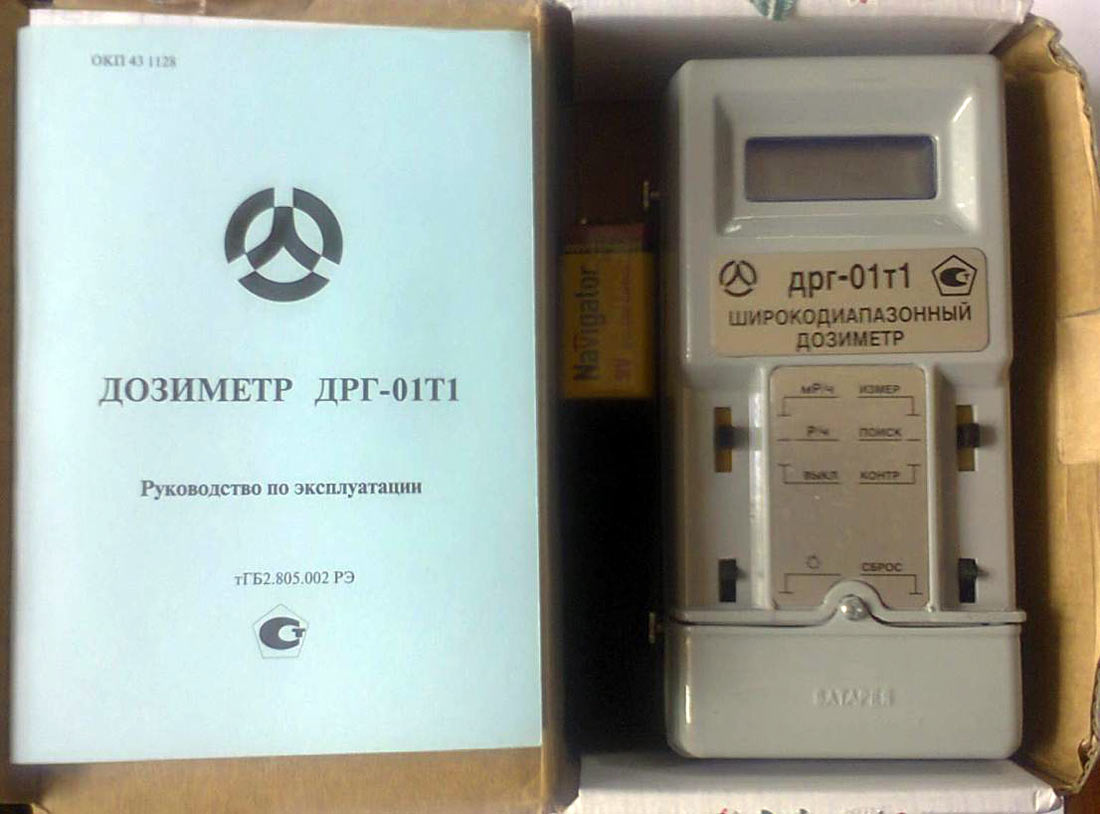 ОКП 43 1128
ДОЗИМЕТР ДРГ-01Т1
Руководство по эксплуатации
тГБ2.805.002 РЭ
Navigator
9V
дрг-01т1
ШИРОКОДИАПАЗОННЫЙ
ДОЗИМЕТР
мР/ч ИЗМЕР
Р/ч ПОИСК
ВЫКЛ КОНТР
СБРОС
БАТАРЕЯ